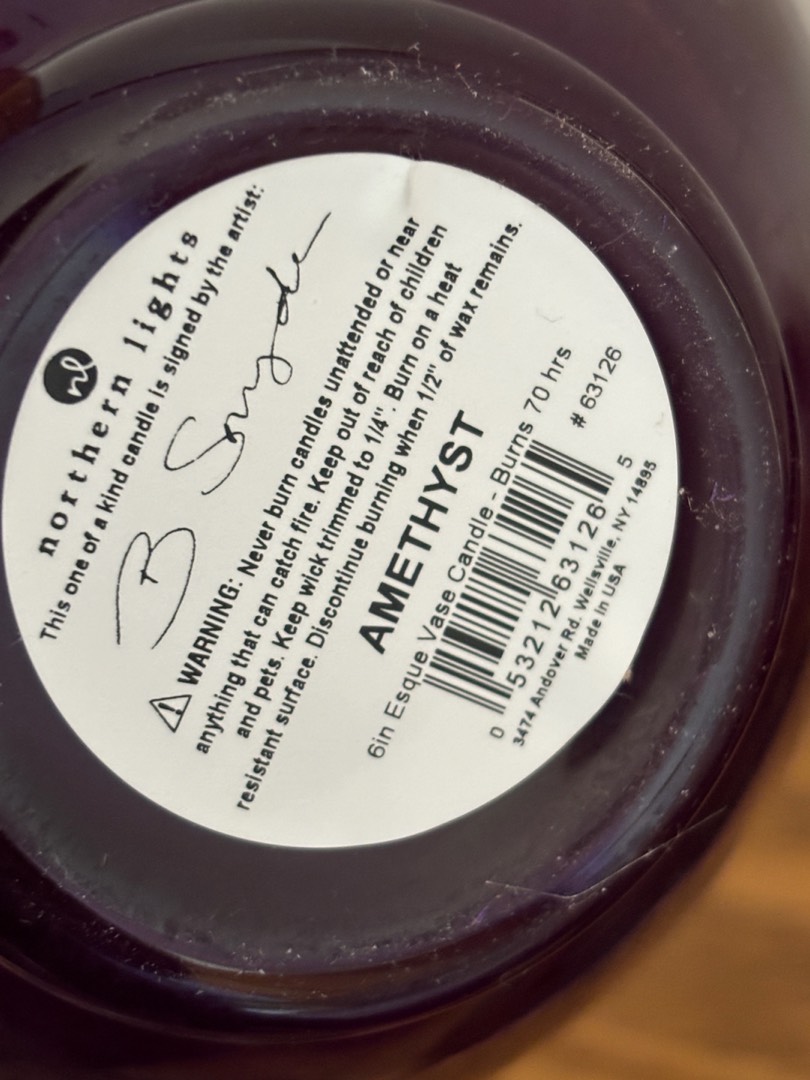 nl
northern lights
This one of a kind candle is signed by the artist:
B Snyde
⚠ WARNING: Never burn candles unattended or near
anything that can catch fire. Keep out of reach of children
and pets. Keep wick trimmed to 1/4". Burn on a heat
resistant surface. Discontinue burning when 1/2" of wax remains.
AMETHYST
6in Esque Vase Candle - Burns 70 hrs
# 63126
0 53212 63126 5
3474 Andover Rd. Wellsville, NY 14895
Made in USA